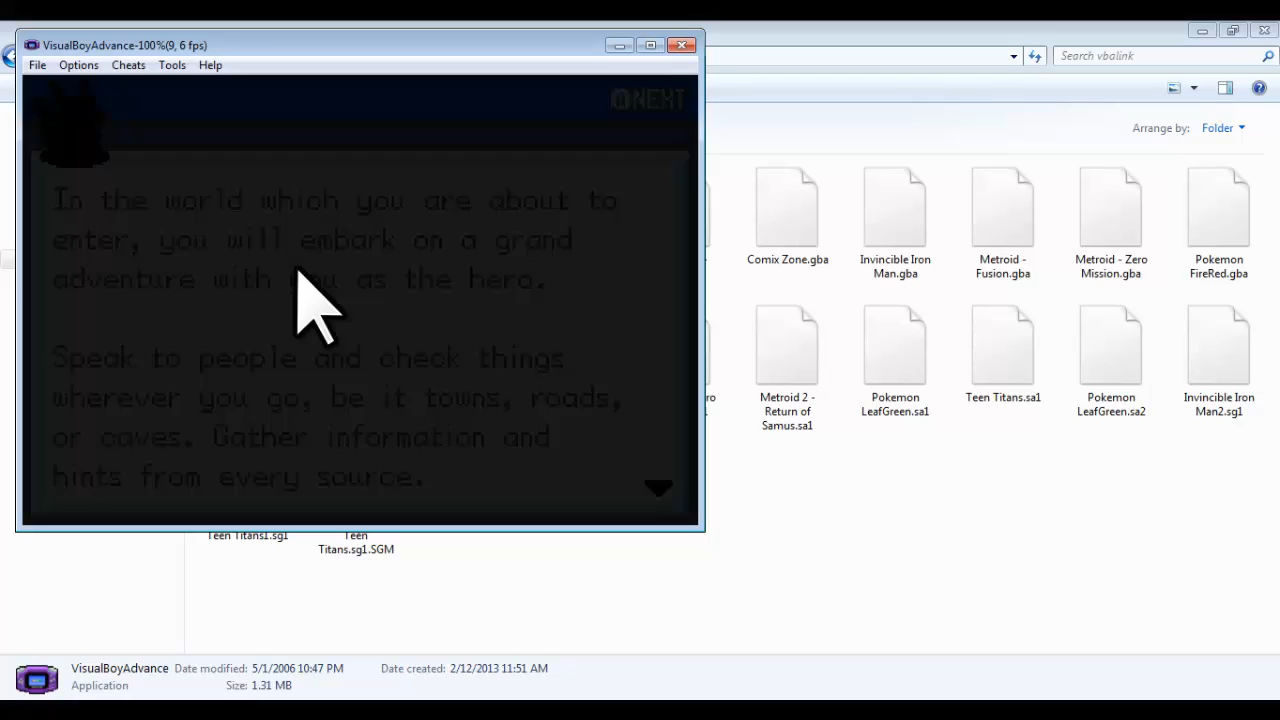 VisualBoyAdvance-100%(9, 6 fps)
File Options Cheats Tools Help
Search vbalink
Arrange by: Folder
NEXT
In the world which you are about to
enter, you will embark on a grand
adventure with you as the hero.
Speak to people and check things
wherever you go, be it towns, roads,
or caves. Gather information and
hints from every source.
Comix Zone.gba
Invincible Iron
Man.gba
Metroid -
Fusion.gba
Metroid - Zero
Mission.gba
Pokemon
FireRed.gba
Metroid 2 -
Return of
Samus.sa1
Pokemon
LeafGreen.sa1
Teen Titans.sa1
Pokemon
LeafGreen.sa2
Invincible Iron
Man2.sg1
Teen Titans1.sg1
Teen
Titans.sg1.SGM
VisualBoyAdvance Date modified: 5/1/2006 10:47 PM Date created: 2/12/2013 11:51 AM
Application Size: 1.31 MB